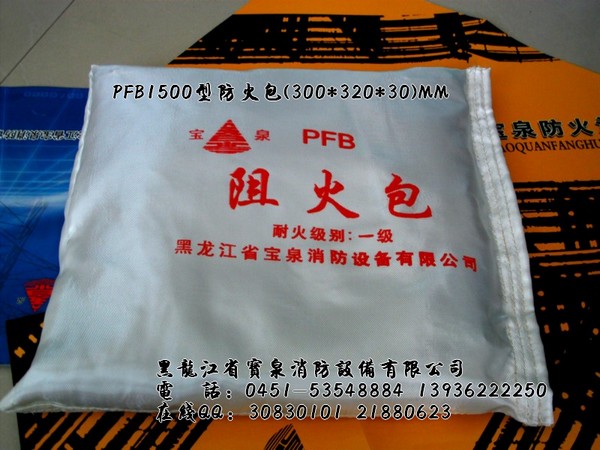 PFB1500型防火包(300*320*30)MM
宝泉防火
AOQUANFANGHU
宝 泉 PFB
阻火包
耐火级别:一级
黑龙江省宝泉消防设备有限公司
黑龍江省寶泉消防設備有限公司
電 話: 0451-53548884 13936222250
在线QQ: 30830101 21880623